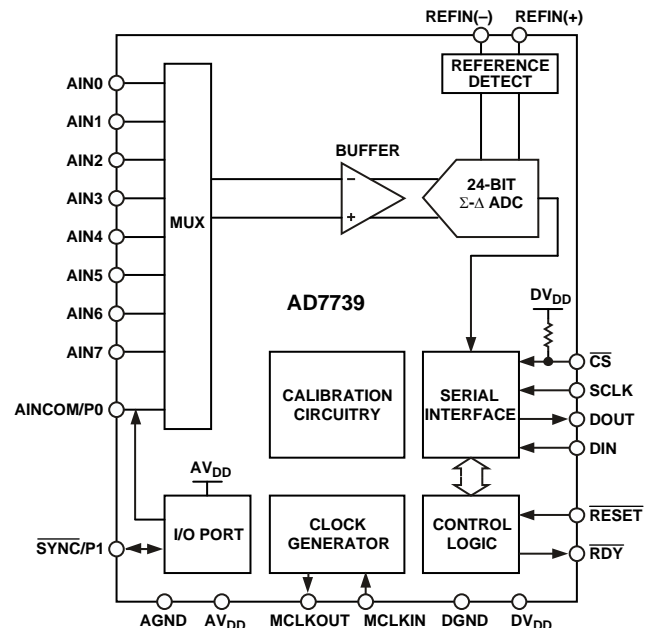 REFIN(–) REFIN(+)
REFERENCE
DETECT
AIN0
AIN1
AIN2
AIN3
AIN4
AIN5
AIN6
AIN7
AINCOM/P0
SYNC/P1
MUX
BUFFER
–
+
24-BIT
Σ-Δ ADC
AD7739
DVDD
CALIBRATION
CIRCUITRY
SERIAL
INTERFACE
CS
SCLK
DOUT
DIN
AVDD
I/O PORT
CLOCK
GENERATOR
CONTROL
LOGIC
RESET
RDY
AGND AVDD MCLKOUT MCLKIN DGND DVDD